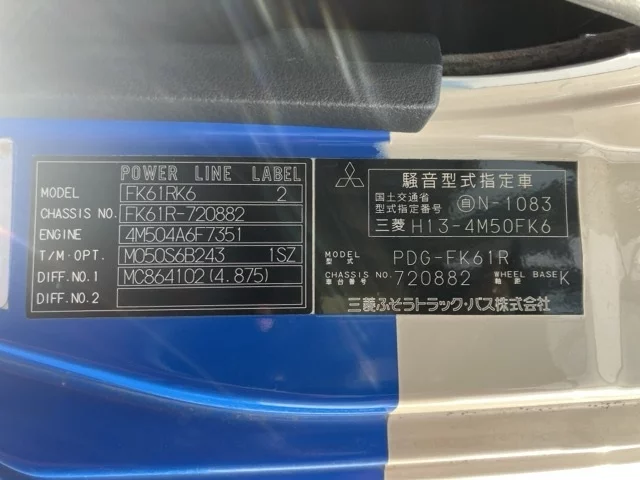 POWER LINE LABEL
MODEL FK61RK6 2
CHASSIS NO. FK61R-720882
ENGINE 4M504A6F7351
T/M・OPT. M050S6B243 1SZ
DIFF.NO.1 MC864102(4.875)
DIFF.NO.2
騒音型式指定車
国土交通省
型式指定番号 自N-1083
三菱 H13-4M50FK6
MODEL
型式 PDG-FK61R
CHASSIS NO.
車台番号 720882 WHEEL BASE
軸距 K
三菱ふそうトラック・バス株式会社